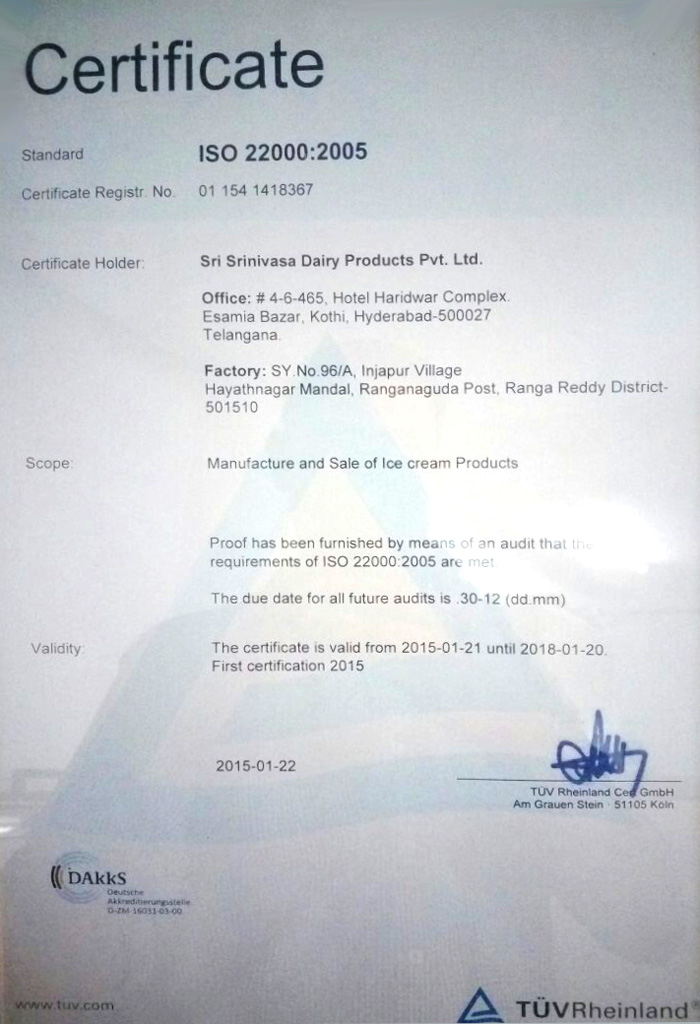 Certificate
Standard ISO 22000:2005
Certificate Registr. No. 01 154 1418367
Certificate Holder: Sri Srinivasa Dairy Products Pvt. Ltd.
Office: # 4-6-465, Hotel Haridwar Complex.
Esamia Bazar, Kothi, Hyderabad-500027
Telangana.
Factory: SY.No.96/A, Injapur Village
Hayathnagar Mandal, Ranganaguda Post, Ranga Reddy District-
501510
Scope: Manufacture and Sale of Ice cream Products
Proof has been furnished by means of an audit that the
requirements of ISO 22000:2005 are met.
The due date for all future audits is .30-12 (dd.mm)
Validity: The certificate is valid from 2015-01-21 until 2018-01-20.
First certification 2015
2015-01-22
TÜV Rheinland Cert GmbH
Am Grauen Stein · 51105 Köln
DAkkS
Deutsche
Akkreditierungsstelle
D-ZM-16031-03-00
www.tuv.com
TÜVRheinland®